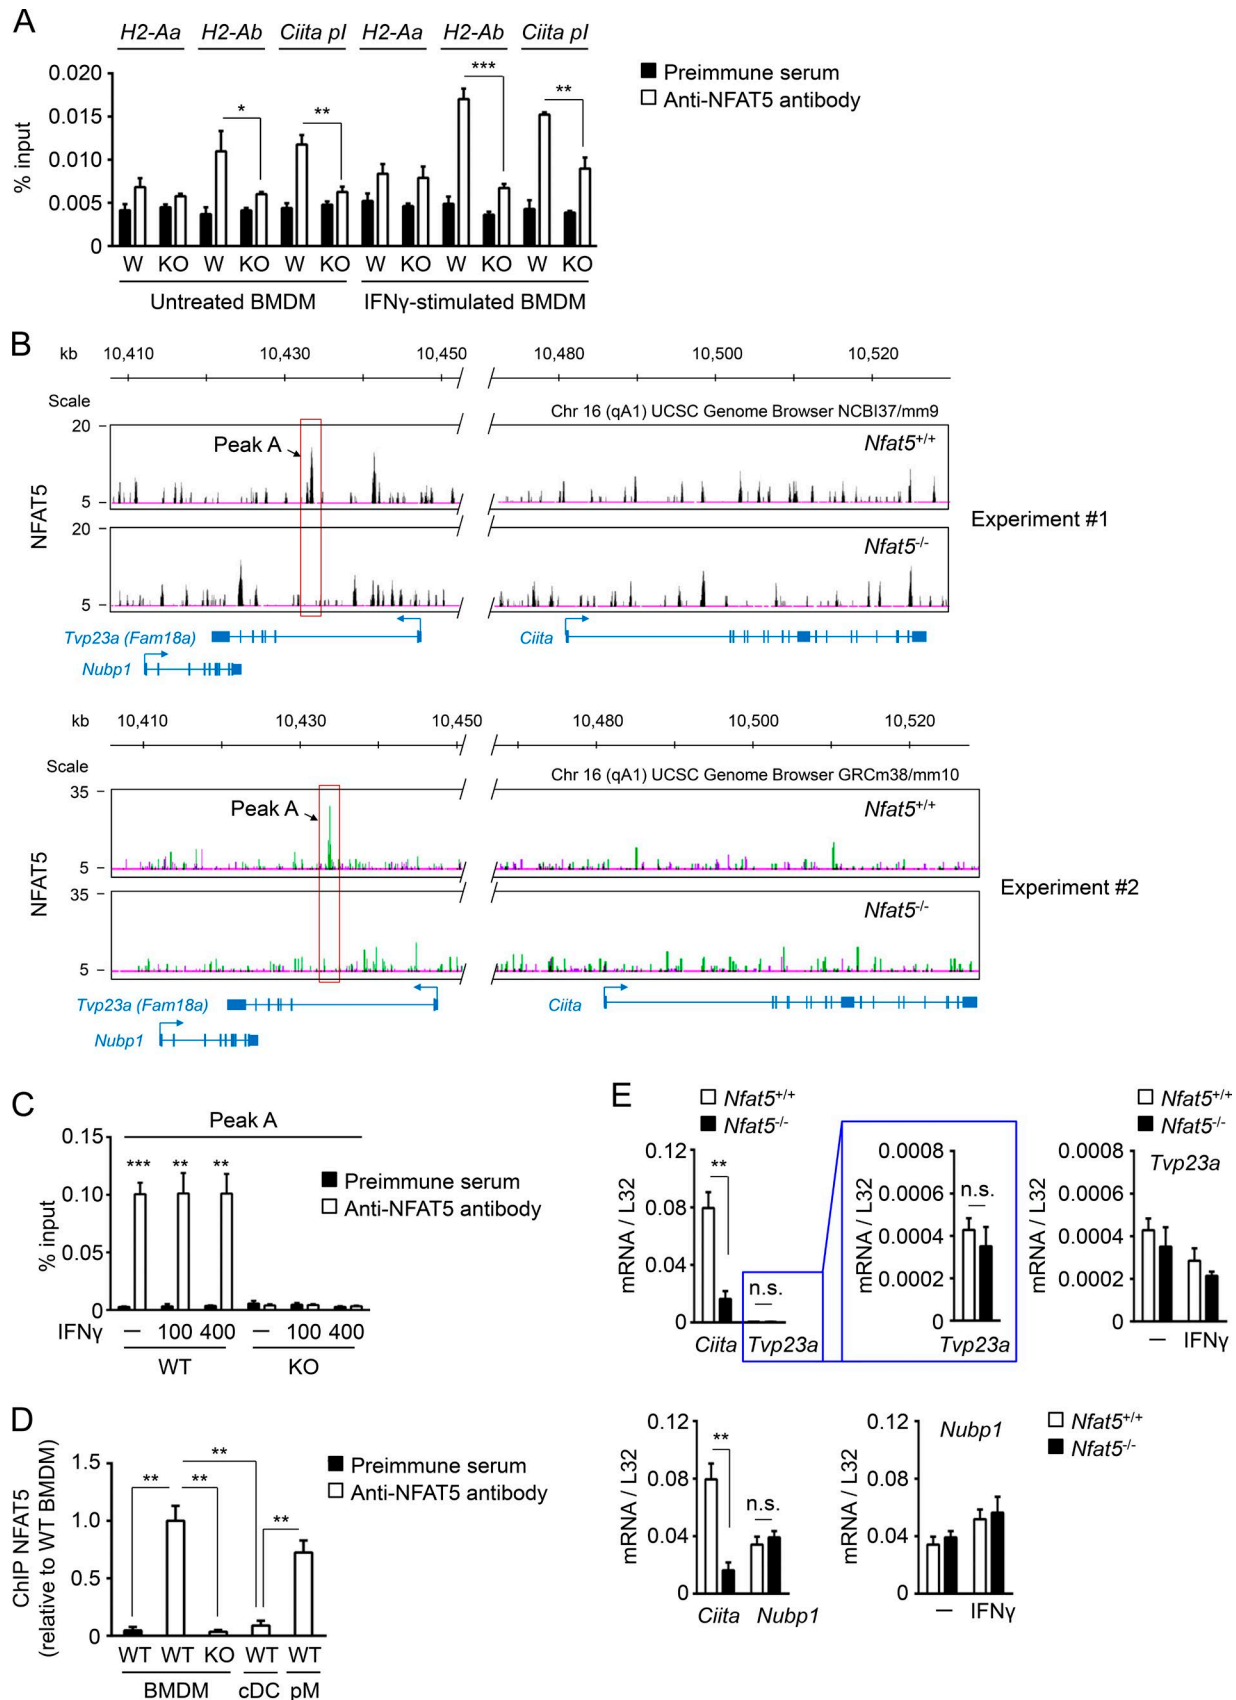 A
H2-Aa H2-Ab Ciita pI H2-Aa H2-Ab Ciita pI
Preimmune serum
Anti-NFAT5 antibody
% input
0.020
0.015
0.010
0.005
0
* ** *** **
W KO W KO W KO W KO W KO W KO
Untreated BMDM IFNγ-stimulated BMDM
B
kb 10,410 10,430 10,450 10,480 10,500 10,520
Scale
Chr 16 (qA1) UCSC Genome Browser NCBI37/mm9
NFAT5
20
5
Peak A
Nfat5+/+
20
5
Nfat5-/-
Experiment #1
Tvp23a (Fam18a)
Ciita
Nubp1
kb 10,410 10,430 10,450 10,480 10,500 10,520
Scale
Chr 16 (qA1) UCSC Genome Browser GRCm38/mm10
NFAT5
35
5
Peak A
Nfat5+/+
NFAT5
35
5
Nfat5-/-
Experiment #2
Tvp23a (Fam18a)
Ciita
Nubp1
C
Peak A
Preimmune serum
Anti-NFAT5 antibody
% input
0.15
0.10
0.05
0
*** ** **
IFNγ – 100 400 – 100 400
WT KO
D
Preimmune serum
Anti-NFAT5 antibody
ChIP NFAT5
(relative to WT BMDM)
1.5
1.0
0.5
0
** ** ** **
WT WT KO WT WT
BMDM cDC pM
E
Nfat5+/+
Nfat5-/-
mRNA / L32
0.12
0.08
0.04
0
**
n.s.
Ciita Tvp23a
mRNA / L32
0.0008
0.0006
0.0004
0.0002
0
n.s.
Tvp23a
Nfat5+/+
Nfat5-/-
Tvp23a
mRNA / L32
0.0008
0.0006
0.0004
0.0002
0
– IFNγ
mRNA / L32
0.12
0.08
0.04
0
**
n.s.
Ciita Nubp1
Nubp1
mRNA / L32
0.12
0.08
0.04
0
– IFNγ
Nfat5+/+
Nfat5-/-